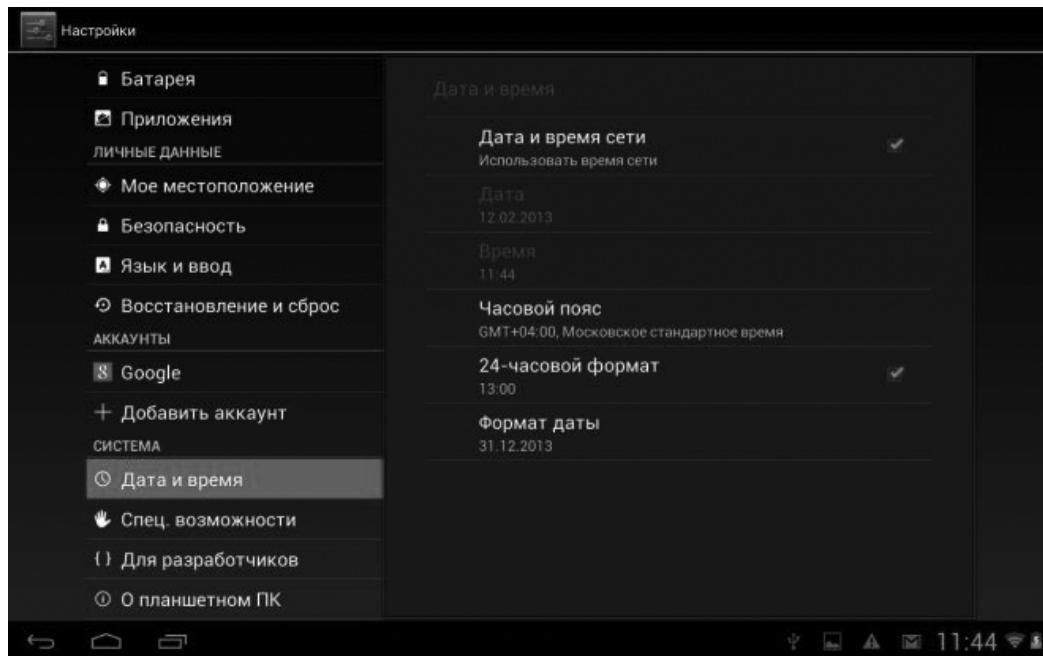 Настройки
Батарея
Приложения
ЛИЧНЫЕ ДАННЫЕ
Мое местоположение
Безопасность
Язык и ввод
Восстановление и сброс
АККАУНТЫ
Google
Добавить аккаунт
СИСТЕМА
Дата и время
Спец. возможности
Для разработчиков
О планшетном ПК
Дата и время
Дата и время сети
Использовать время сети
Дата
12.02.2013
Время
11:44
Часовой пояс
GMT+04:00, Московское стандартное время
24-часовой формат
13:00
Формат даты
31.12.2013
11:44